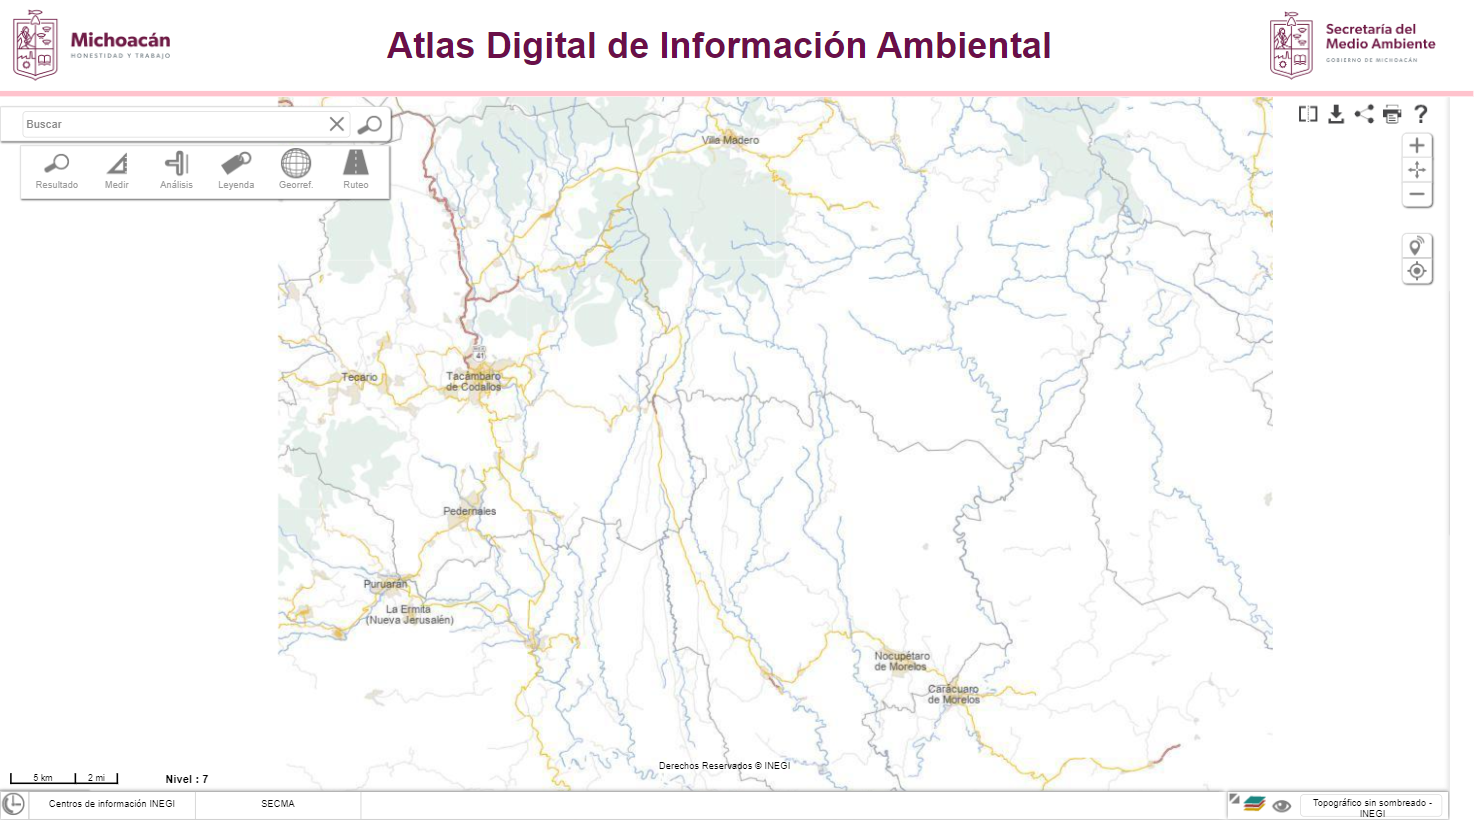 Michoacán
HONESTIDAD Y TRABAJO
Atlas Digital de Información Ambiental
Secretaría del
Medio Ambiente
GOBIERNO DE MICHOACÁN
Buscar
Resultado
Medir
Análisis
Leyenda
Georref.
Ruteo
?
Villa Madero
41
Tecario
Tacámbaro
de Codallos
Pedernales
Puruarán
La Ermita
(Nueva Jerusalén)
Nocupétaro
de Morelos
Carácuaro
de Morelos
5 km
2 mi
Nivel : 7
Derechos Reservados © INEGI
Centros de información INEGI
SECMA
Topográfico sin sombreado -
INEGI